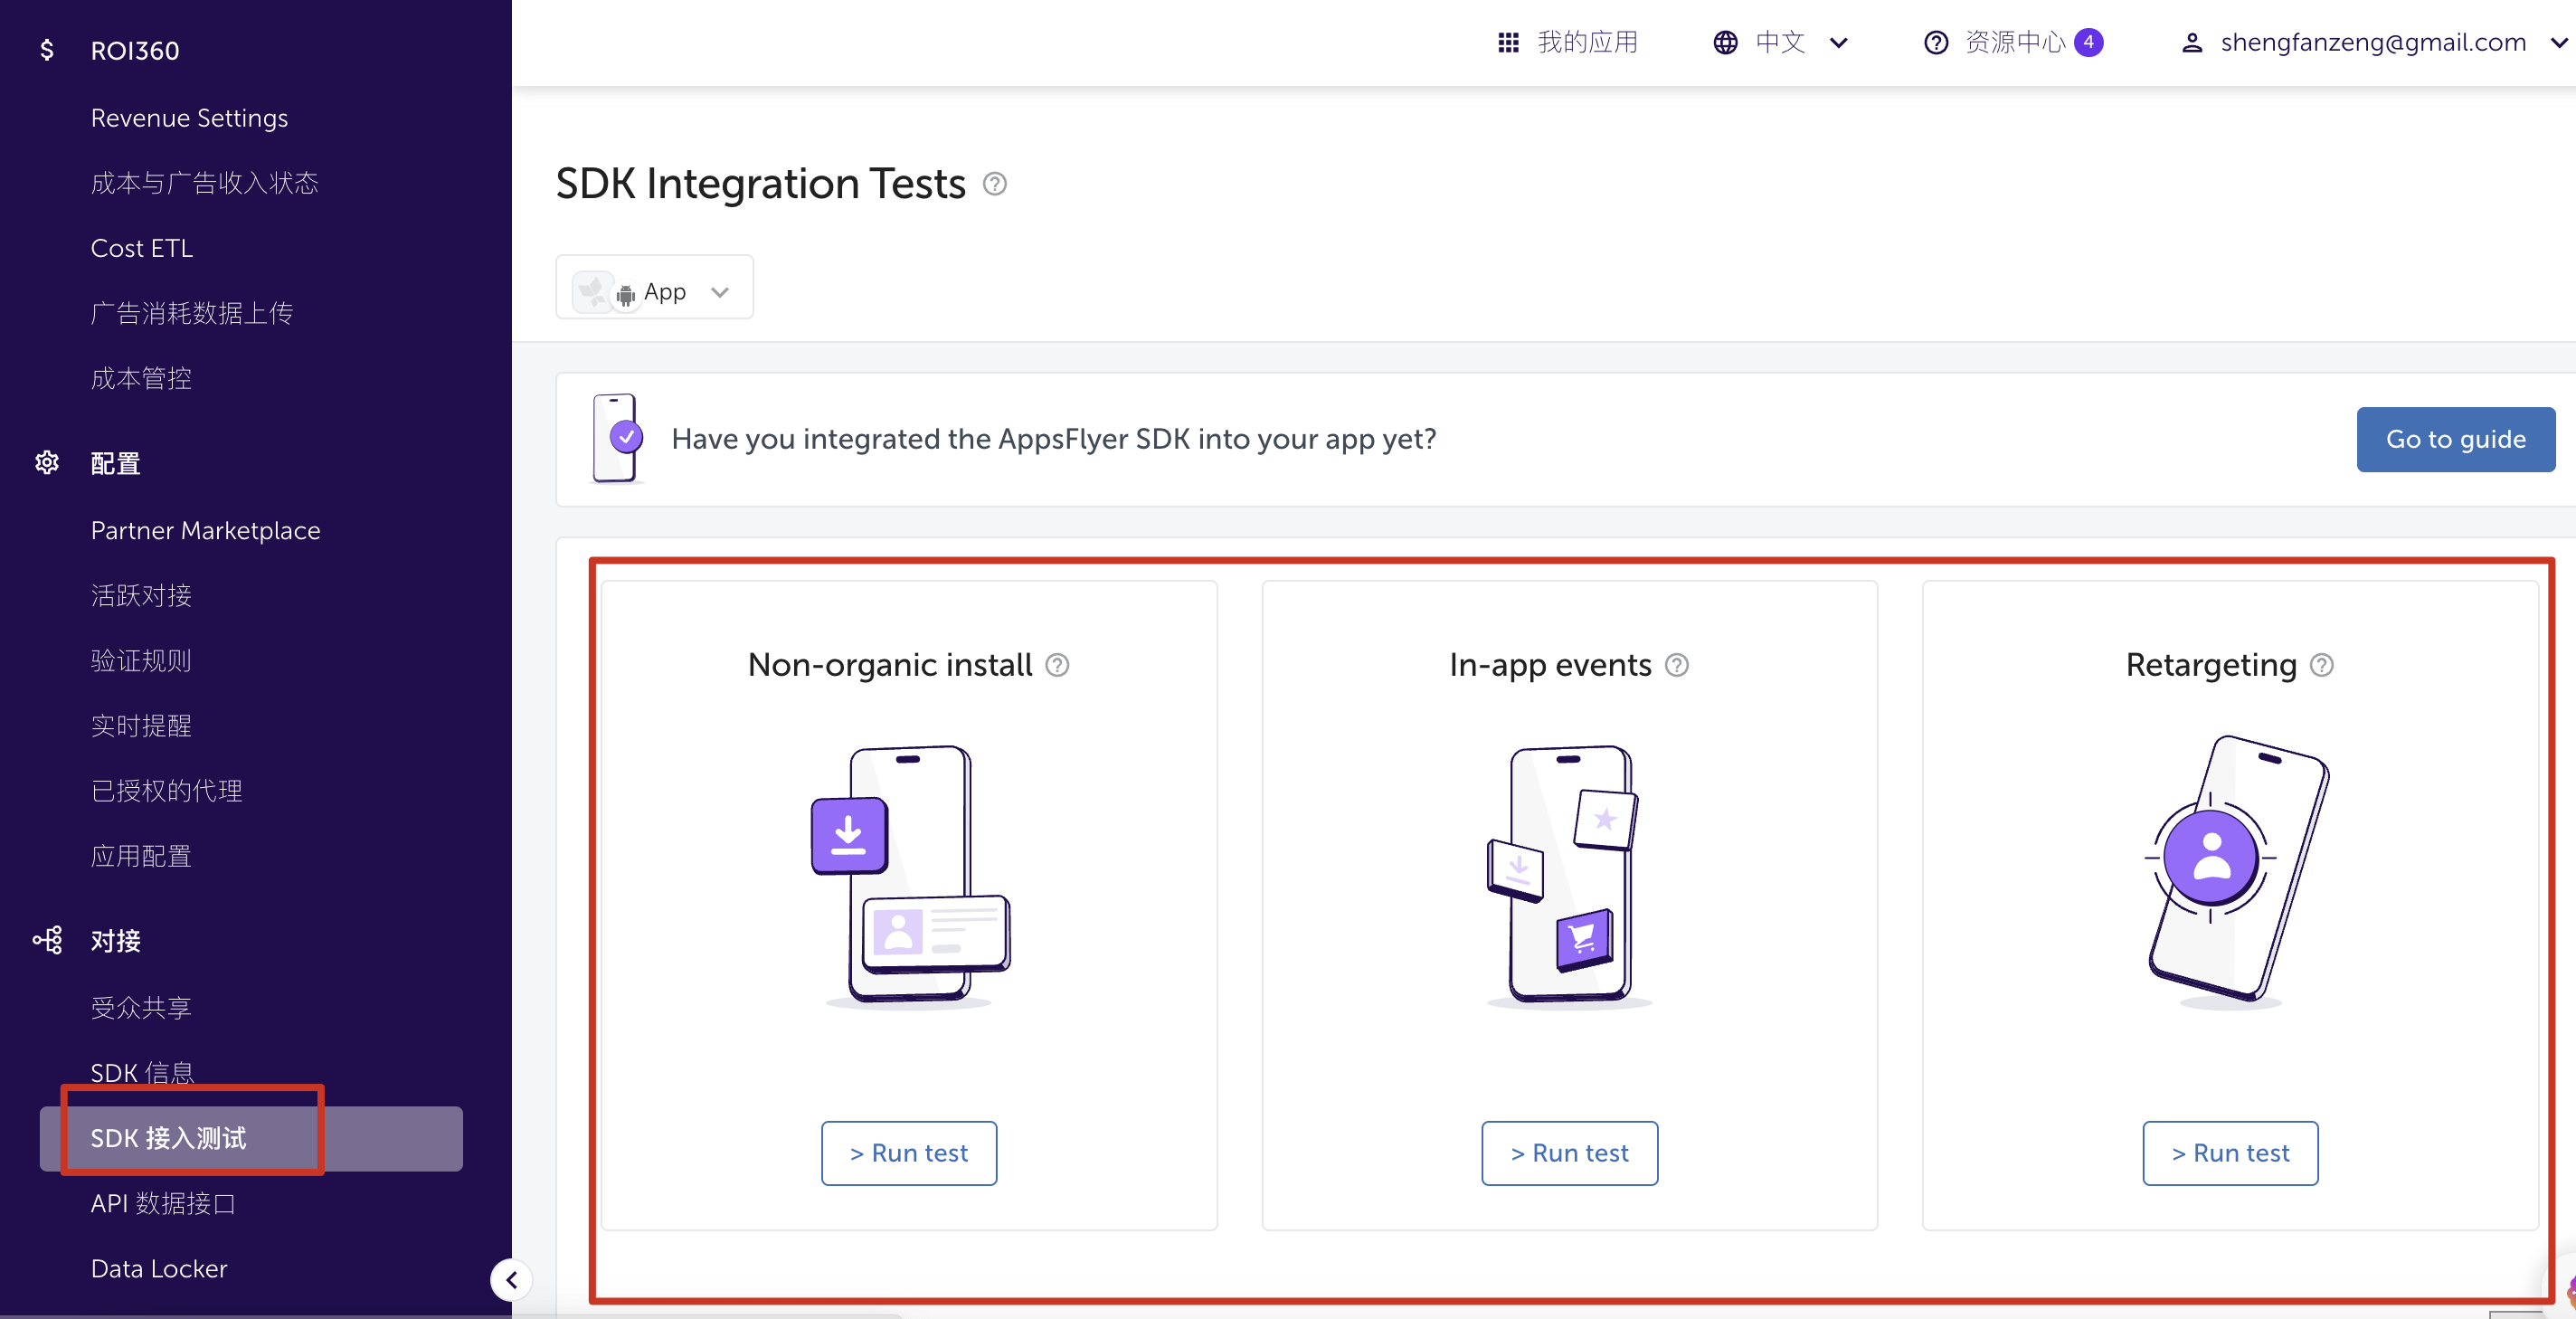 ROI360
Revenue Settings
成本与广告收入状态
Cost ETL
广告消耗数据上传
成本管控
配置
Partner Marketplace
活跃对接
验证规则
实时提醒
已授权的代理
应用配置
对接
受众共享
SDK 信息
SDK 接入测试
API 数据接口
Data Locker
我的应用
中文
资源中心 4
shengfanzeng@gmail.com
SDK Integration Tests
App
Have you integrated the AppsFlyer SDK into your app yet?
Go to guide
Non-organic install
> Run test
In-app events
> Run test
Retargeting
> Run test